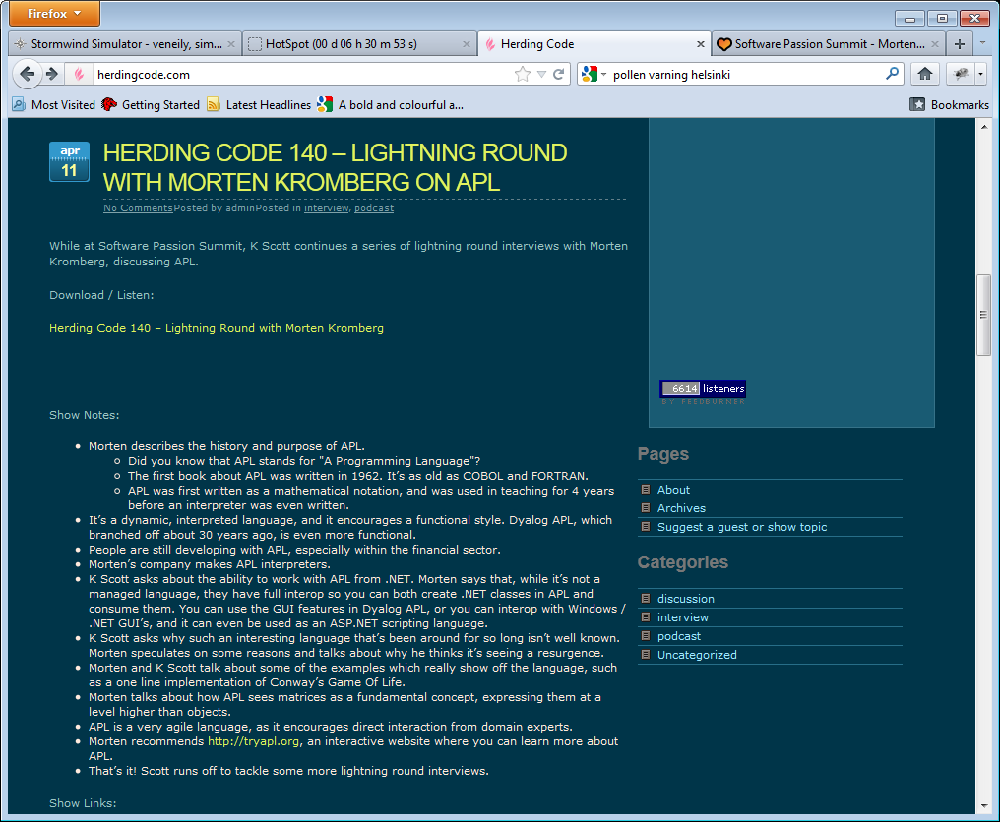 Firefox
Stormwind Simulator - veneily, sim...
HotSpot (00 d 06 h 30 m 53 s)
Herding Code
Software Passion Summit - Morten...
herdingcode.com
pollen varning helsinki
Most Visited
Getting Started
Latest Headlines
A bold and colourful a...
Bookmarks
apr
11
HERDING CODE 140 – LIGHTNING ROUND
WITH MORTEN KROMBERG ON APL
No CommentsPosted by adminPosted in interview, podcast
While at Software Passion Summit, K Scott continues a series of lightning round interviews with Morten
Kromberg, discussing APL.
Download / Listen:
Herding Code 140 – Lightning Round with Morten Kromberg
Show Notes:
Morten describes the history and purpose of APL.
Did you know that APL stands for "A Programming Language"?
The first book about APL was written in 1962. It's as old as COBOL and FORTRAN.
APL was first written as a mathematical notation, and was used in teaching for 4 years
before an interpreter was even written.
It's a dynamic, interpreted language, and it encourages a functional style. Dyalog APL, which
branched off about 30 years ago, is even more functional.
People are still developing with APL, especially within the financial sector.
Morten's company makes APL interpreters.
K Scott asks about the ability to work with APL from .NET. Morten says that, while it's not a
managed language, they have full interop so you can both create .NET classes in APL and
consume them. You can use the GUI features in Dyalog APL, or you can interop with Windows /
.NET GUI's, and it can even be used as an ASP.NET scripting language.
K Scott asks why such an interesting language that's been around for so long isn't well known.
Morten speculates on some reasons and talks about why he thinks it's seeing a resurgence.
Morten and K Scott talk about some of the examples which really show off the language, such
as a one line implementation of Conway's Game Of Life.
Morten talks about how APL sees matrices as a fundamental concept, expressing them at a
level higher than objects.
APL is a very agile language, as it encourages direct interaction from domain experts.
Morten recommends http://tryapl.org, an interactive website where you can learn more about
APL.
That's it! Scott runs off to tackle some more lightning round interviews.
Show Links:
6614 listeners
BY FEEDBURNER
Pages
About
Archives
Suggest a guest or show topic
Categories
discussion
interview
podcast
Uncategorized